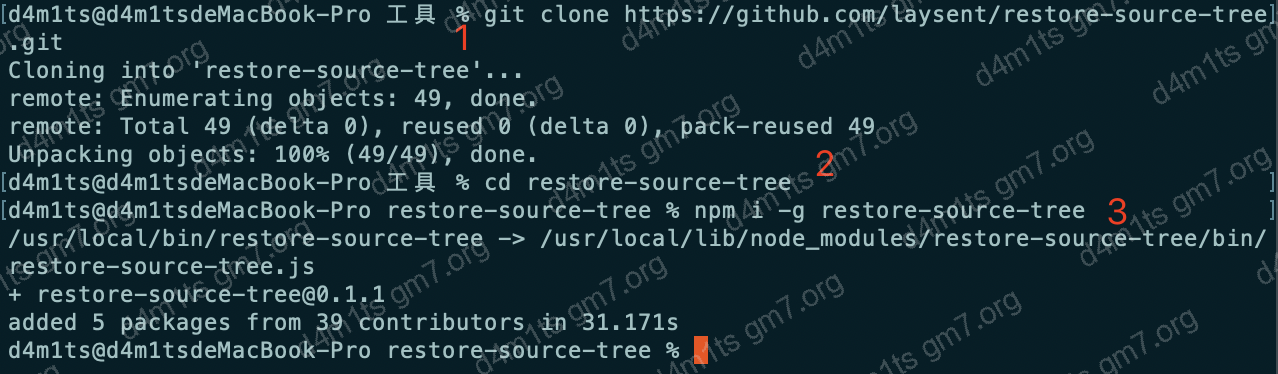 [d4m1ts@d4m1tsdeMacBook-Pro 工具 % git clone https://github.com/laysent/restore-source-tree]
.git
1
Cloning into 'restore-source-tree'...
remote: Enumerating objects: 49, done.
remote: Total 49 (delta 0), reused 0 (delta 0), pack-reused 49
Unpacking objects: 100% (49/49), done.
2
[d4m1ts@d4m1tsdeMacBook-Pro 工具 % cd restore-source-tree ]
[d4m1ts@d4m1tsdeMacBook-Pro restore-source-tree % npm i -g restore-source-tree 3 ]
/usr/local/bin/restore-source-tree -> /usr/local/lib/node_modules/restore-source-tree/bin/
restore-source-tree.js
+ restore-source-tree@0.1.1
added 5 packages from 39 contributors in 31.171s
d4m1ts@d4m1tsdeMacBook-Pro restore-source-tree %
d4m1ts gm7.org